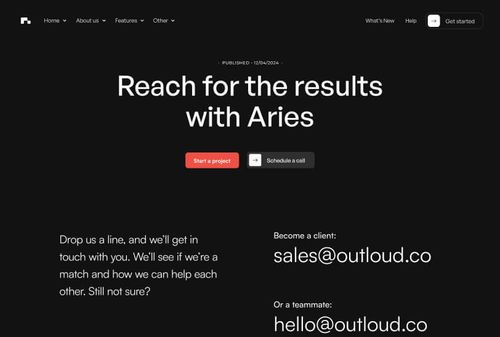 Home
About us
Features
Other
What's New
Help
Get started
· PUBLISHED - 12/04/2024 ·
Reach for the results
with Aries
Start a project
Schedule a call
Drop us a line, and we'll get in
touch with you. We'll see if we're a
match and how we can help each
other. Still not sure?
Become a client:
sales@outloud.co
Or a teammate:
hello@outloud.co